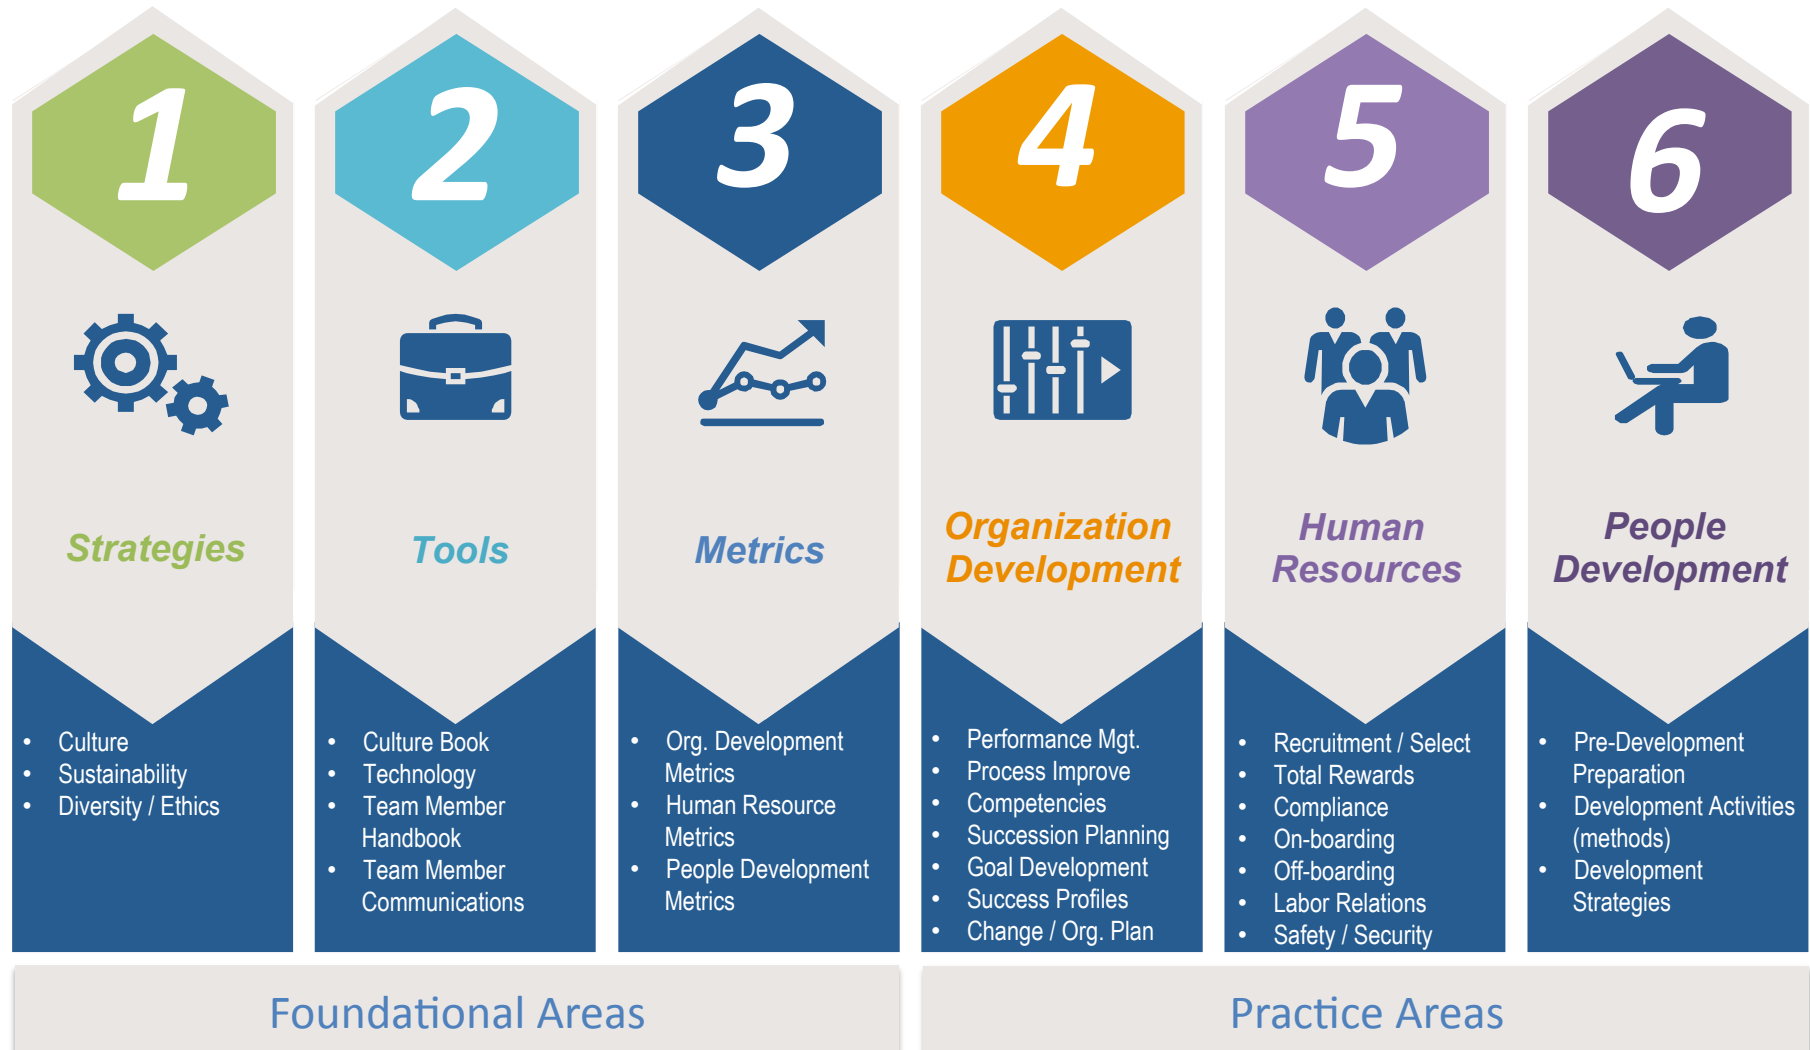 1
Strategies
• Culture
• Sustainability
• Diversity / Ethics
2
Tools
• Culture Book
• Technology
• Team Member
Handbook
• Team Member
Communications
3
Metrics
• Org. Development
Metrics
• Human Resource
Metrics
• People Development
Metrics
4
Organization
Development
• Performance Mgt.
• Process Improve
• Competencies
• Succession Planning
• Goal Development
• Success Profiles
• Change / Org. Plan
5
Human
Resources
• Recruitment / Select
• Total Rewards
• Compliance
• On-boarding
• Off-boarding
• Labor Relations
• Safety / Security
6
People
Development
• Pre-Development
Preparation
• Development Activities
(methods)
• Development
Strategies
Foundational Areas
Practice Areas